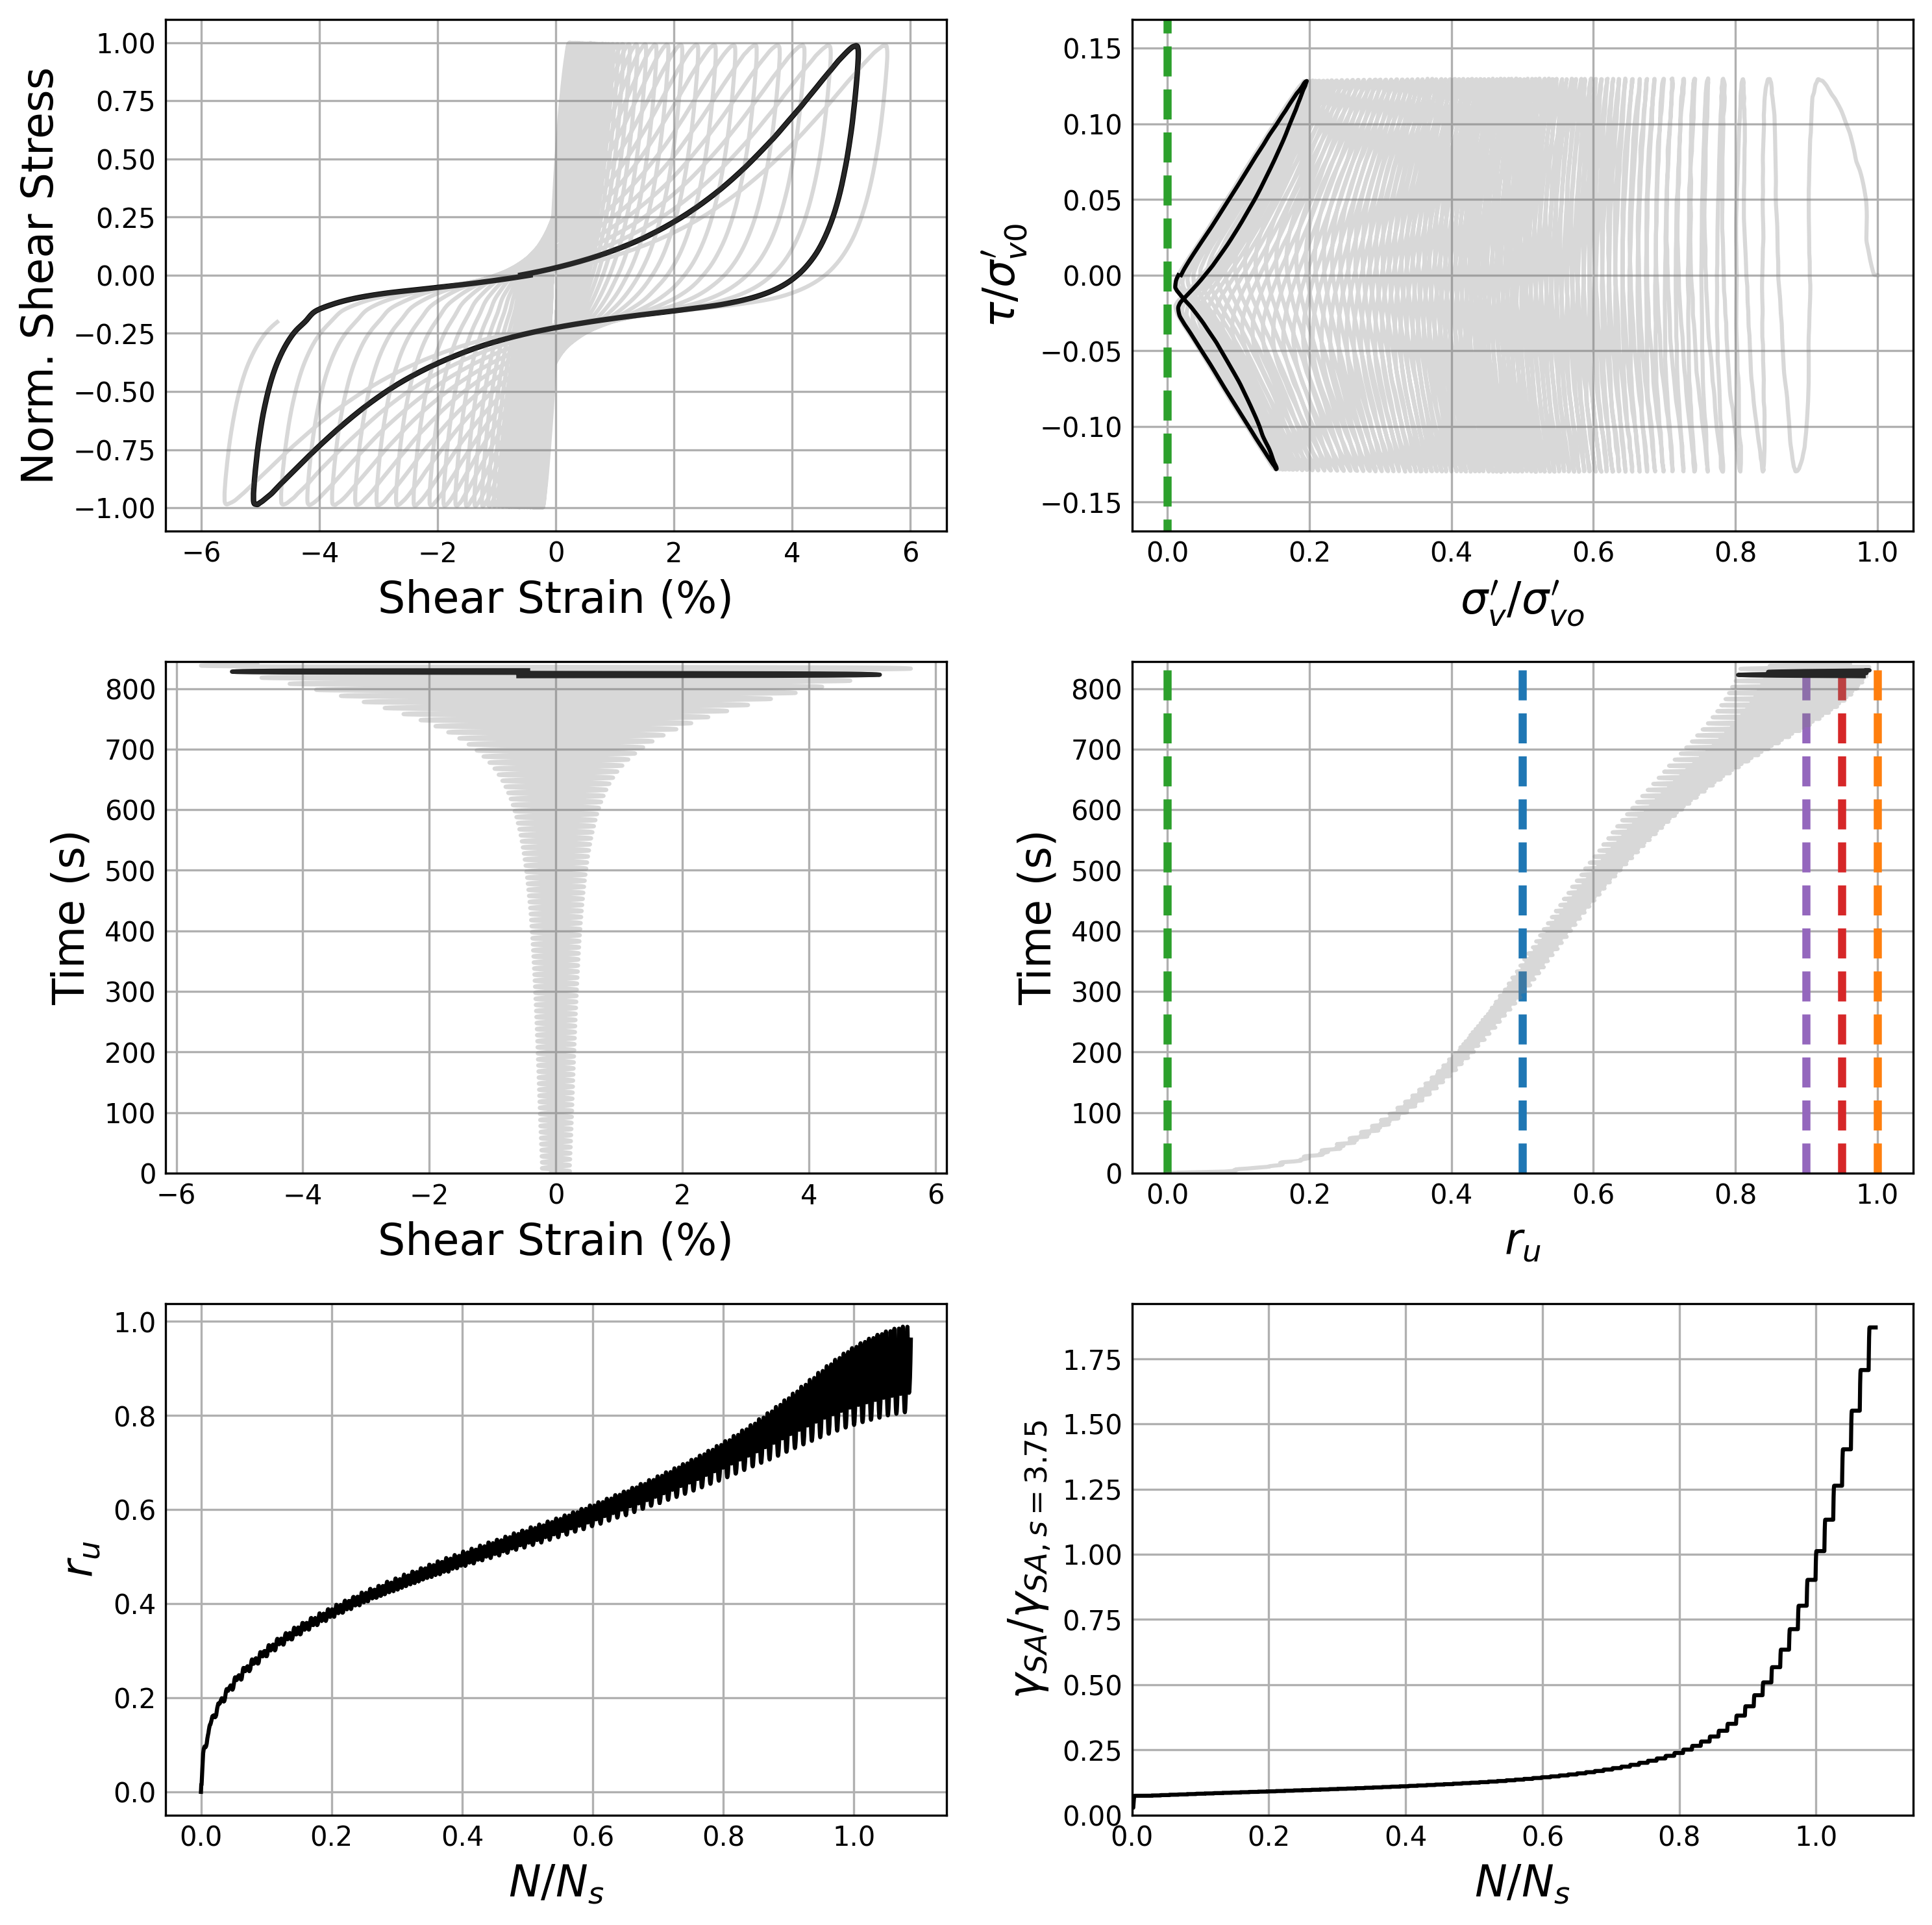 1.00
0.75
0.50
0.25
0.00
−0.25
−0.50
−0.75
−1.00
Norm. Shear Stress
−6 −4 −2 0 2 4 6
Shear Strain (%)
0.15
0.10
0.05
0.00
−0.05
−0.10
−0.15
τ/σ′v0
0.0 0.2 0.4 0.6 0.8 1.0
σ′v/σ′vo
800
700
600
500
400
300
200
100
0
Time (s)
−6 −4 −2 0 2 4 6
Shear Strain (%)
800
700
600
500
400
300
200
100
0
Time (s)
0.0 0.2 0.4 0.6 0.8 1.0
ru
1.0
0.8
0.6
0.4
0.2
0.0
ru
0.0 0.2 0.4 0.6 0.8 1.0
N/Ns
1.75
1.50
1.25
1.00
0.75
0.50
0.25
0.00
γSA/γSA, s = 3.75
0.0 0.2 0.4 0.6 0.8 1.0
N/Ns